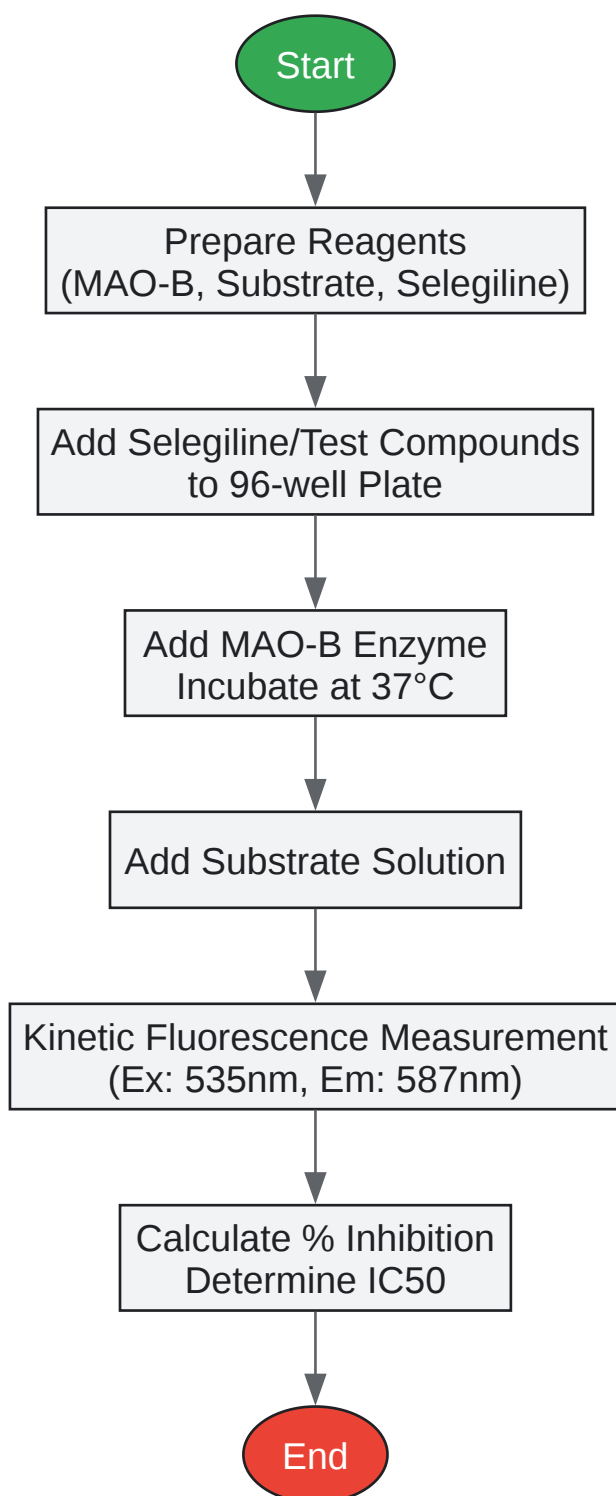 Start
Prepare Reagents
(MAO-B, Substrate, Selegiline)
Add Selegiline/Test Compounds
to 96-well Plate
Add MAO-B Enzyme
Incubate at 37°C
Add Substrate Solution
Kinetic Fluorescence Measurement
(Ex: 535nm, Em: 587nm)
Calculate % Inhibition
Determine IC50
End